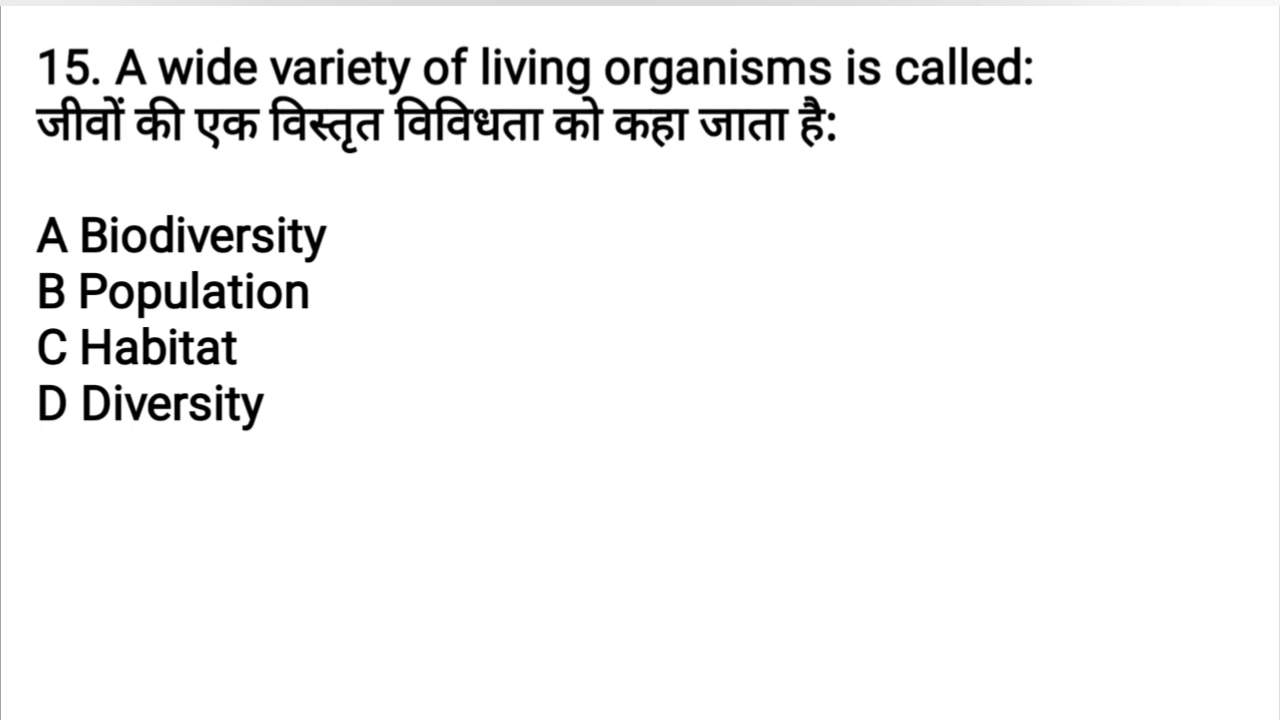 15. A wide variety of living organisms is called:
जीवों की एक विस्तृत विविधता को कहा जाता है:
A Biodiversity
B Population
C Habitat
D Diversity